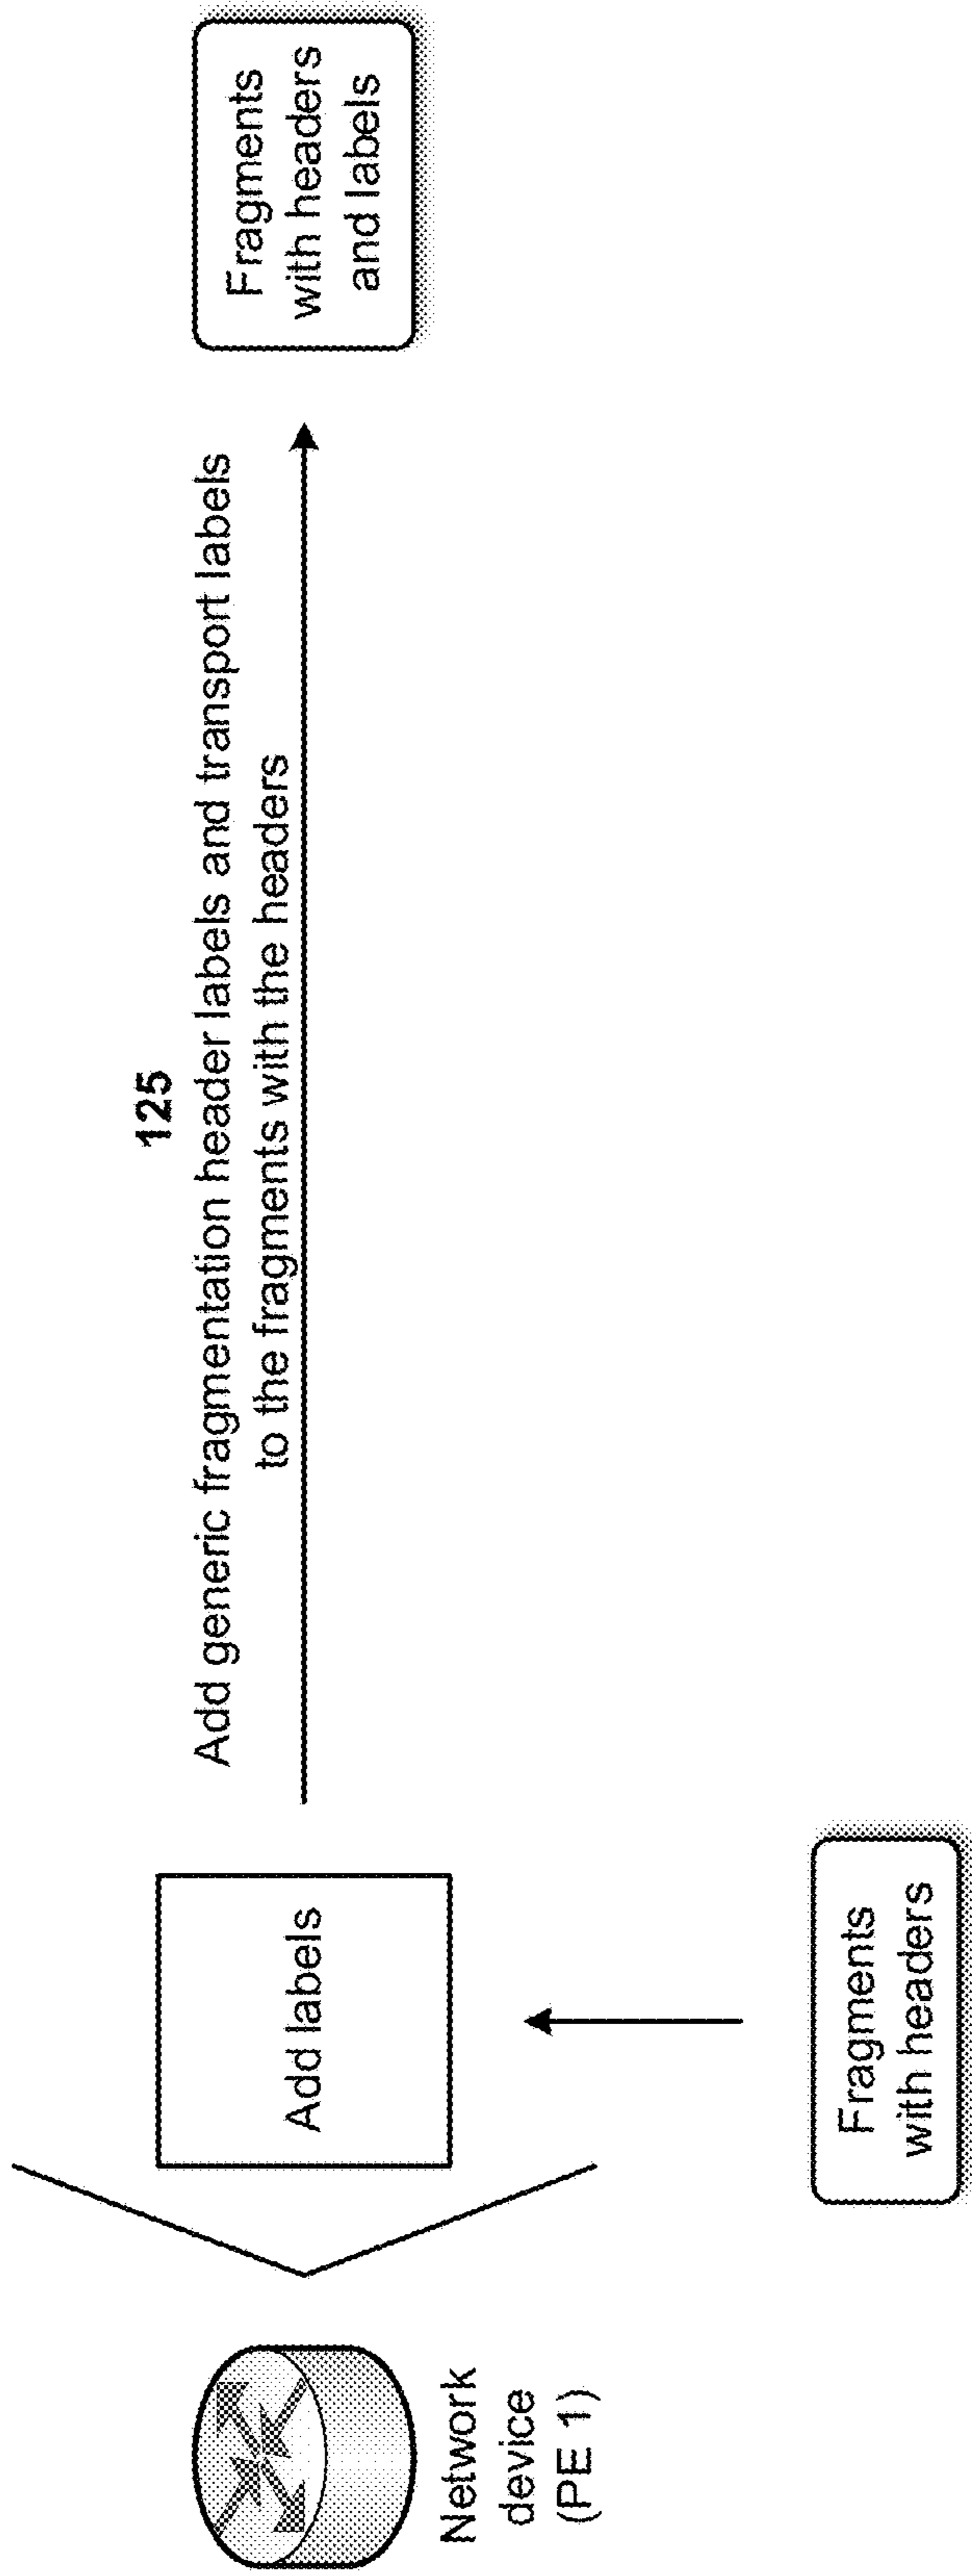 125
Add generic fragmentation header labels and transport labels
to the fragments with the headers
Fragments
with headers
and labels
Add labels
Network
device
(PE 1)
Fragments
with headers